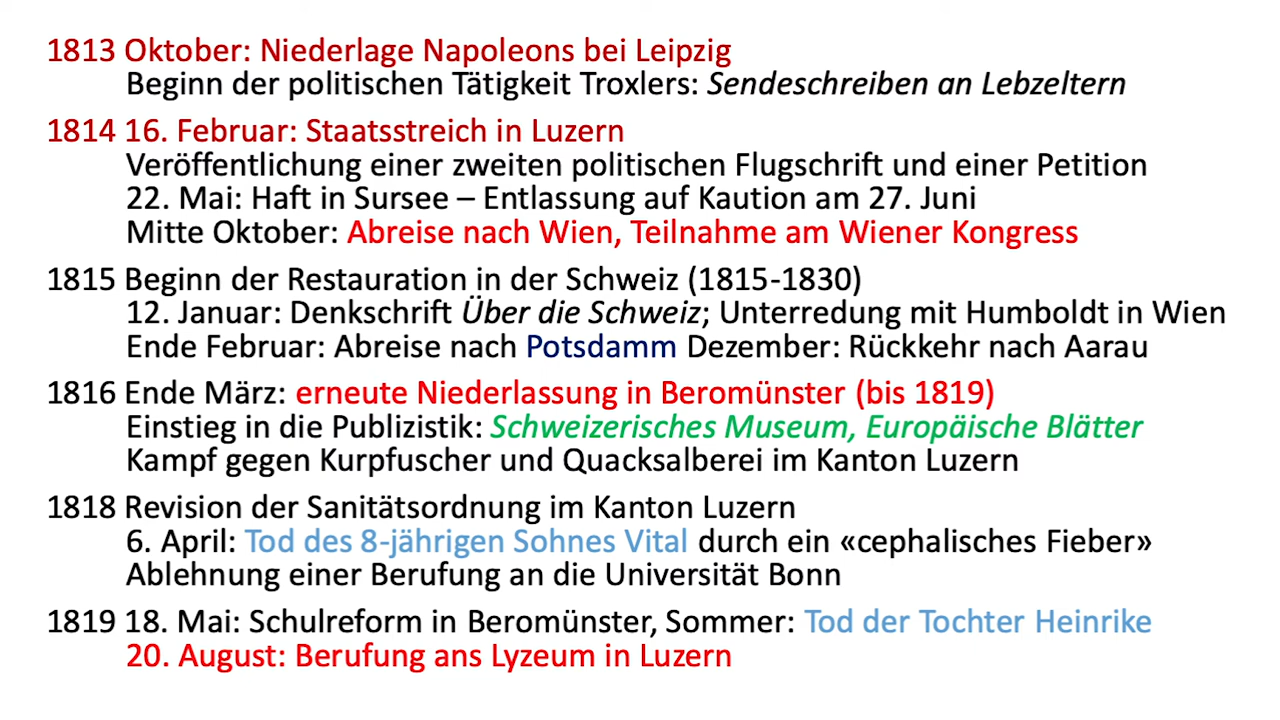 1813 Oktober: Niederlage Napoleons bei Leipzig
Beginn der politischen Tätigkeit Troxlers: Sendeschreiben an Lebzeltern
1814 16. Februar: Staatsstreich in Luzern
Veröffentlichung einer zweiten politischen Flugschrift und einer Petition
22. Mai: Haft in Sursee – Entlassung auf Kaution am 27. Juni
Mitte Oktober: Abreise nach Wien, Teilnahme am Wiener Kongress
1815 Beginn der Restauration in der Schweiz (1815-1830)
12. Januar: Denkschrift Über die Schweiz; Unterredung mit Humboldt in Wien
Ende Februar: Abreise nach Potsdamm Dezember: Rückkehr nach Aarau
1816 Ende März: erneute Niederlassung in Beromünster (bis 1819)
Einstieg in die Publizistik: Schweizerisches Museum, Europäische Blätter
Kampf gegen Kurpfuscher und Quacksalberei im Kanton Luzern
1818 Revision der Sanitätsordnung im Kanton Luzern
6. April: Tod des 8-jährigen Sohnes Vital durch ein «cephalisches Fieber»
Ablehnung einer Berufung an die Universität Bonn
1819 18. Mai: Schulreform in Beromünster, Sommer: Tod der Tochter Heinrike
20. August: Berufung ans Lyzeum in Luzern